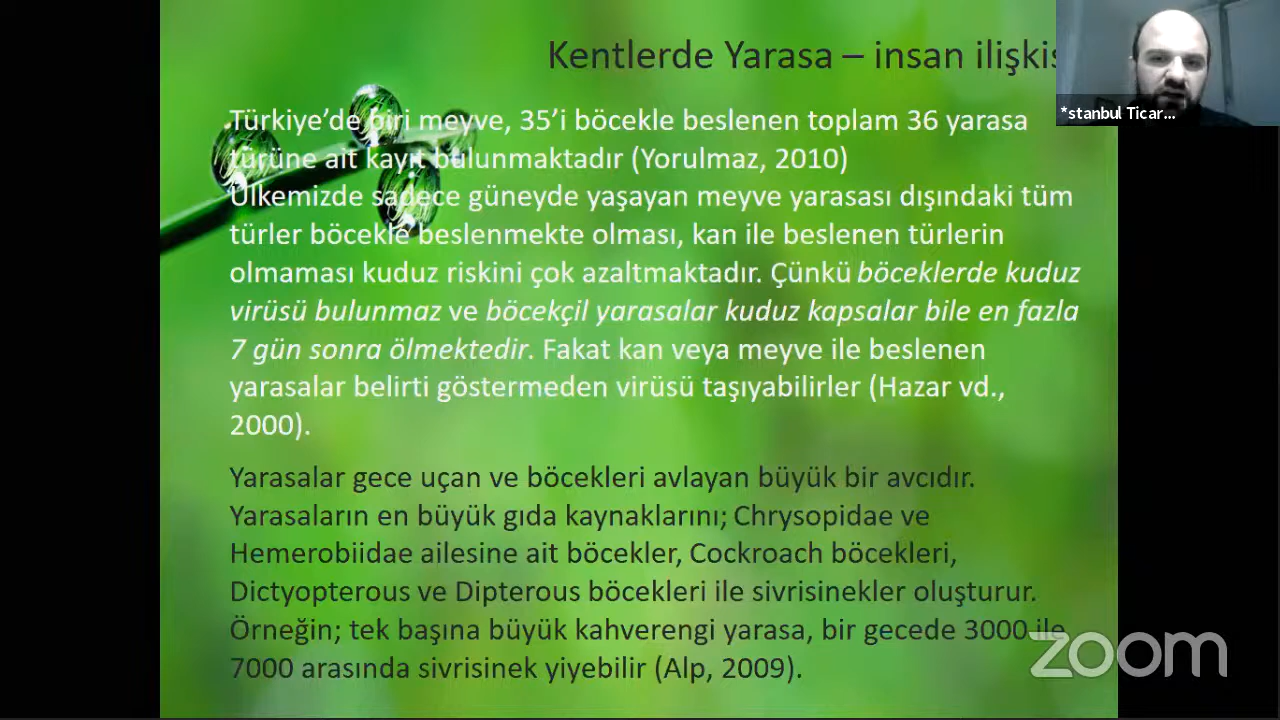 Kentlerde Yarasa – insan ilişkis
*stanbul Ticar...
Türkiye’de biri meyve, 35’i böcekle beslenen toplam 36 yarasa
türüne ait kayıt bulunmaktadır (Yorulmaz, 2010)
Ülkemizde sadece güneyde yaşayan meyve yarasası dışındaki tüm
türler böcekle beslenmekte olması, kan ile beslenen türlerin
olmaması kuduz riskini çok azaltmaktadır. Çünkü böceklerde kuduz
virüsü bulunmaz ve böcekçil yarasalar kuduz kapsalar bile en fazla
7 gün sonra ölmektedir. Fakat kan veya meyve ile beslenen
yarasalar belirti göstermeden virüsü taşıyabilirler (Hazar vd.,
2000).
Yarasalar gece uçan ve böcekleri avlayan büyük bir avcıdır.
Yarasaların en büyük gıda kaynaklarını; Chrysopidae ve
Hemerobiidae ailesine ait böcekler, Cockroach böcekleri,
Dictyopterous ve Dipterous böcekleri ile sivrisinekler oluşturur.
Örneğin; tek başına büyük kahverengi yarasa, bir gecede 3000 ile
7000 arasında sivrisinek yiyebilir (Alp, 2009).
zoom